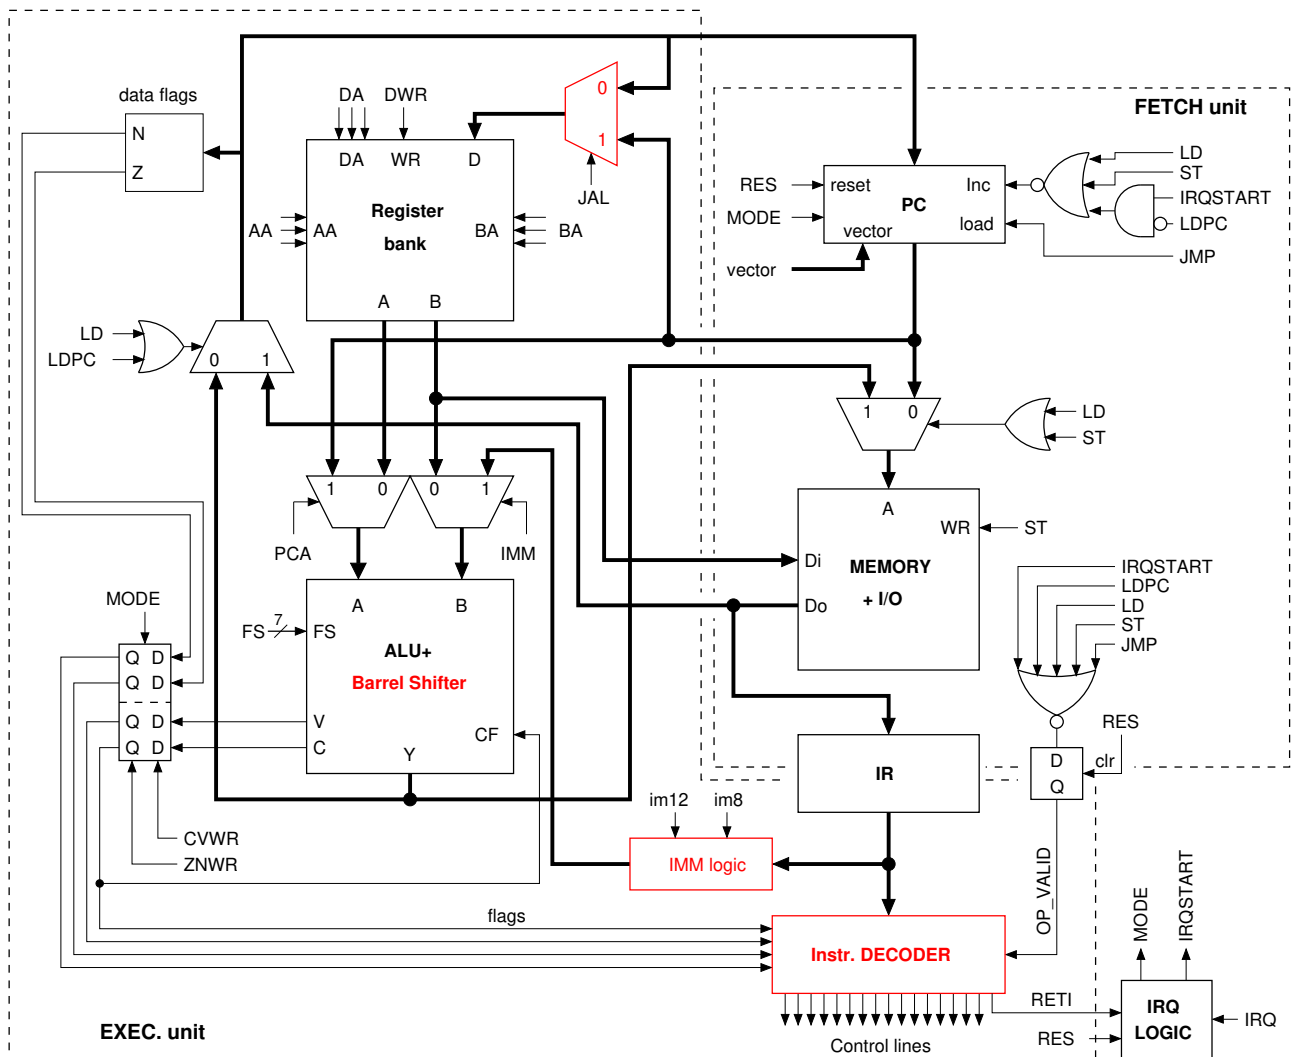 data flags
N
Z
DA
DWR
DA
WR
D
0
1
JAL
Register
bank
AA
AA
BA
BA
A
B
FETCH unit
RES
MODE
reset
Inc
PC
load
vector
vector
LD
ST
IRQSTART
LDPC
JMP
LD
LDPC
0
1
1
0
LD
ST
1
0
0
1
PCA
IMM
A
WR
ST
Di
MEMORY
+ I/O
Do
IRQSTART
LDPC
LD
ST
JMP
MODE
A
B
FS
7
FS
ALU+
Barrel Shifter
Q D
Q D
Q D
Q D
V
C
CF
Y
RES
D
clr
Q
IR
CVWR
ZNWR
im12
im8
IMM logic
OP_VALID
flags
Instr. DECODER
MODE
IRQSTART
RETI
RES
IRQ
LOGIC
IRQ
Control lines
EXEC. unit